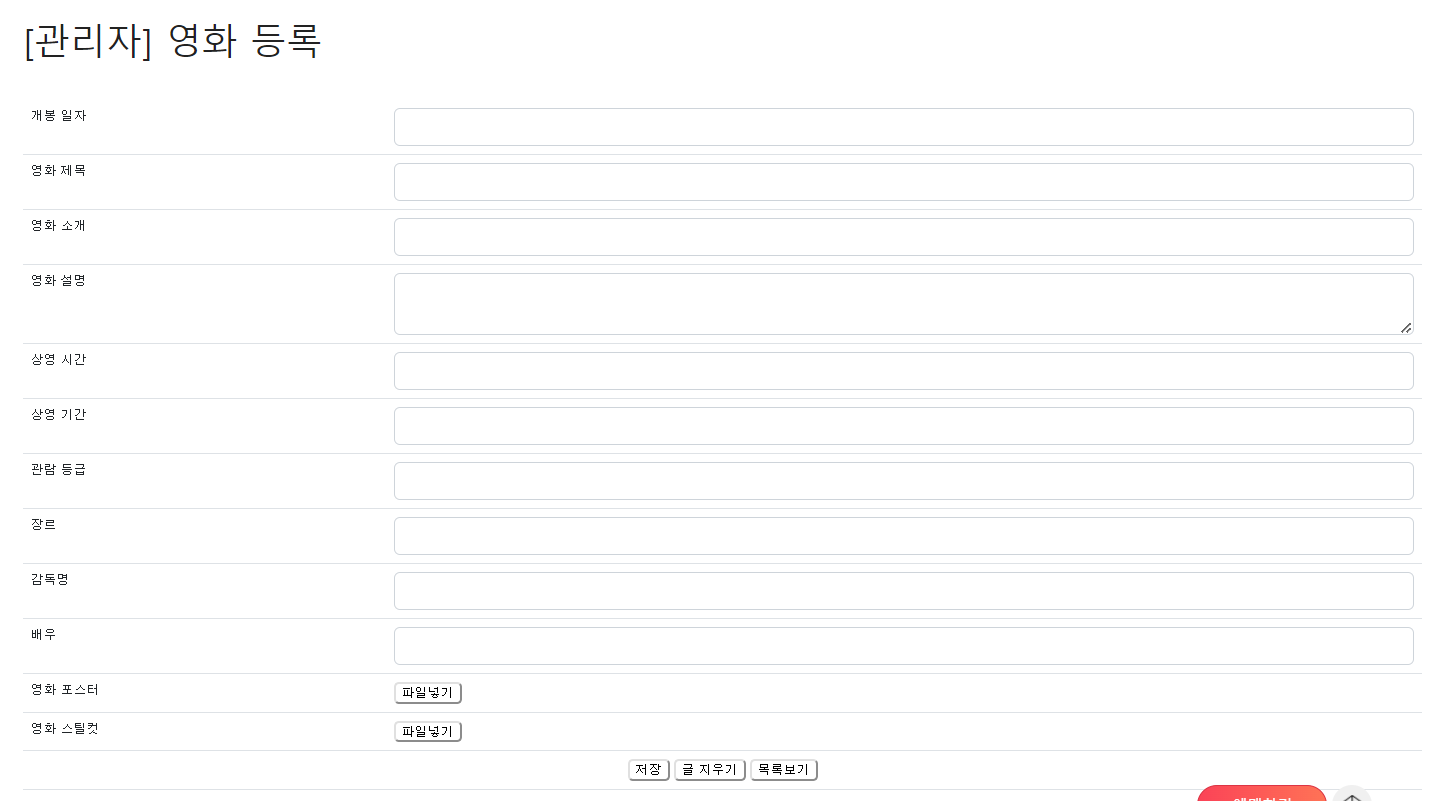 [관리자] 영화 등록
개봉 일자
영화 제목
영화 소개
영화 설명
상영 시간
상영 기간
관람 등급
장르
감독명
배우
영화 포스터 파일넣기
영화 스틸컷 파일넣기
저장 글 지우기 목록보기